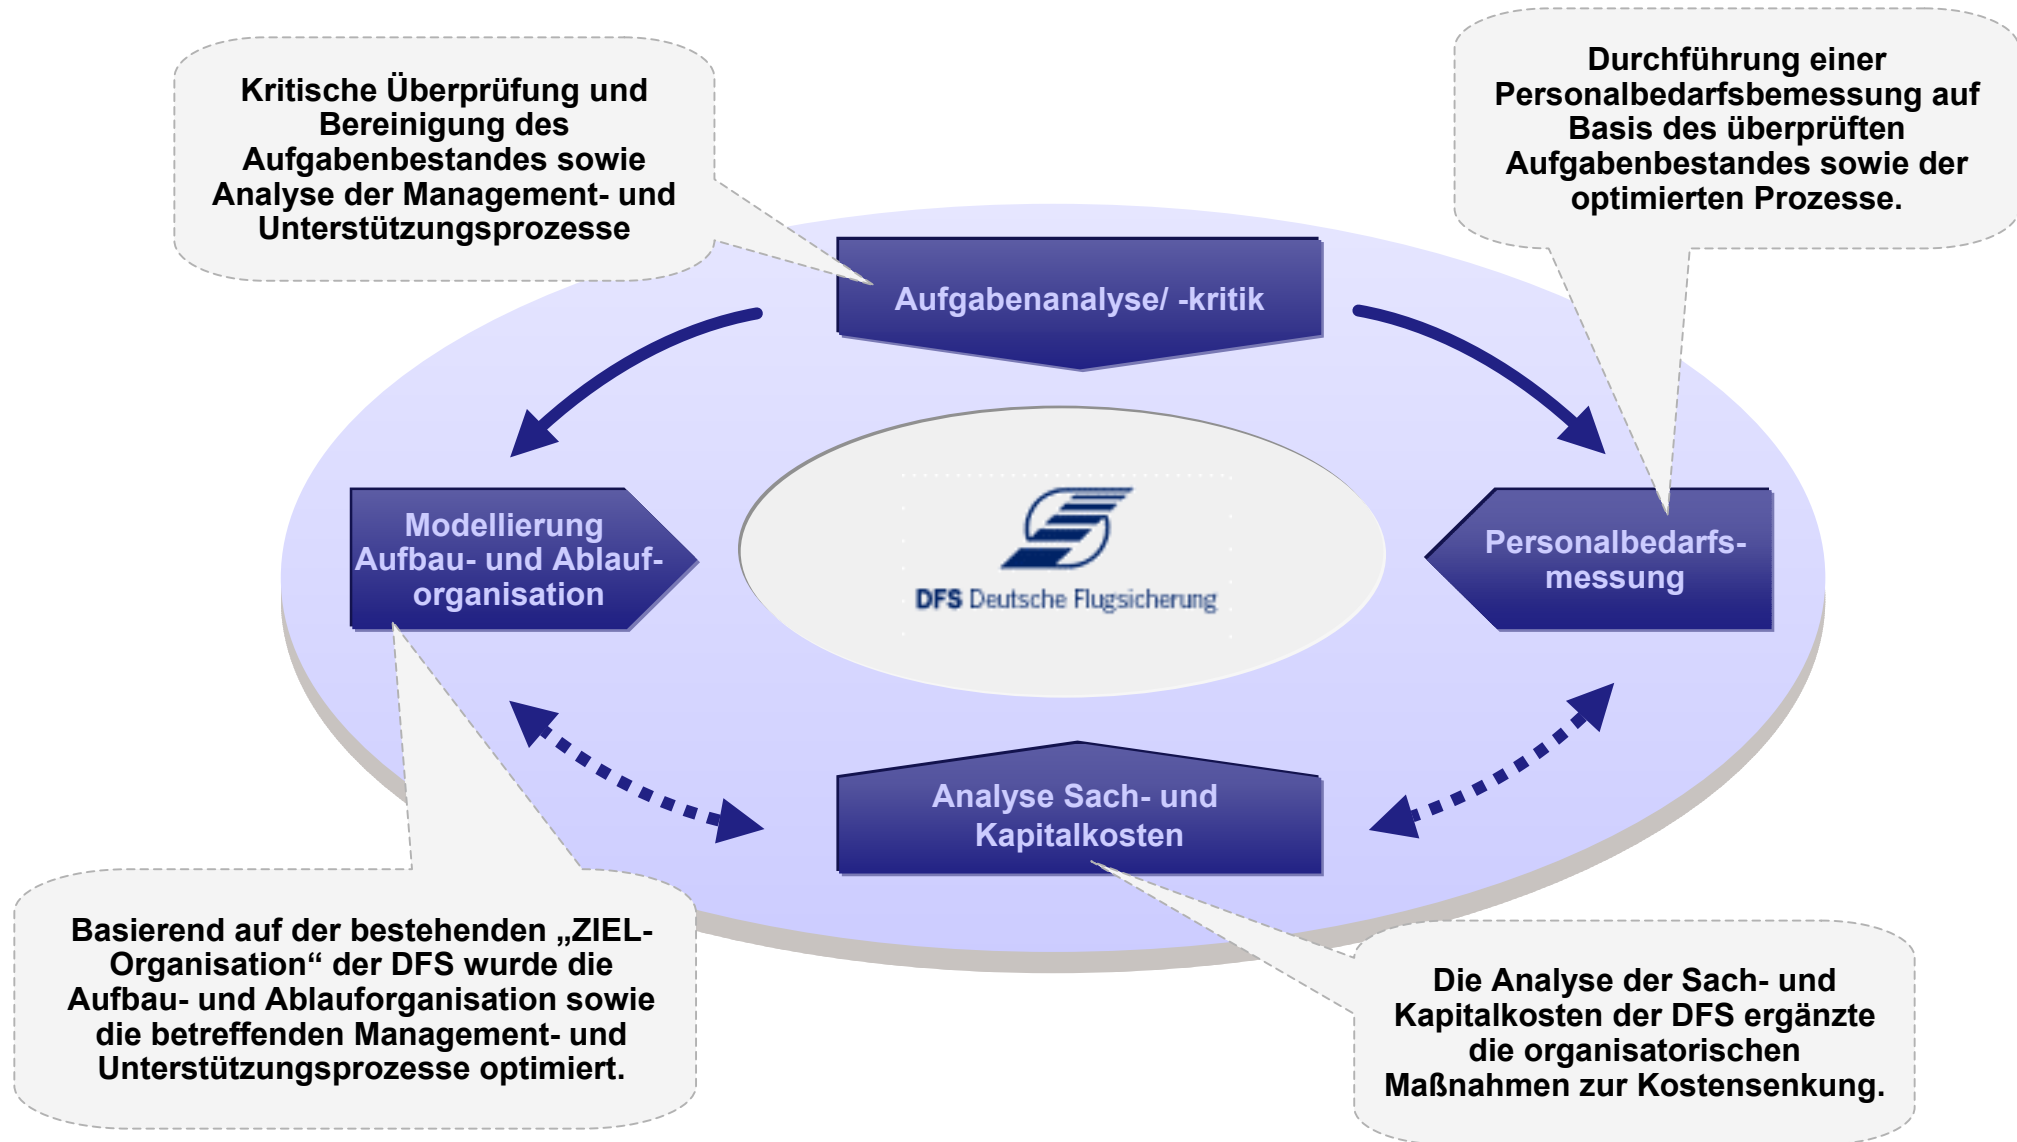 Kritische Überprüfung und
Bereinigung des
Aufgabenbestandes sowie
Analyse der Management- und
Unterstützungsprozesse
Durchführung einer
Personalbedarfsbemessung auf
Basis des überprüften
Aufgabenbestandes sowie der
optimierten Prozesse.
Aufgabenanalyse/ -kritik
Modellierung
Aufbau- und Ablauf-
organisation
DFS Deutsche Flugsicherung
Personalbedarfs-
messung
Analyse Sach- und
Kapitalkosten
Basierend auf der bestehenden „ZIEL-
Organisation“ der DFS wurde die
Aufbau- und Ablauforganisation sowie
die betreffenden Management- und
Unterstützungsprozesse optimiert.
Die Analyse der Sach- und
Kapitalkosten der DFS ergänzte
die organisatorischen
Maßnahmen zur Kostensenkung.